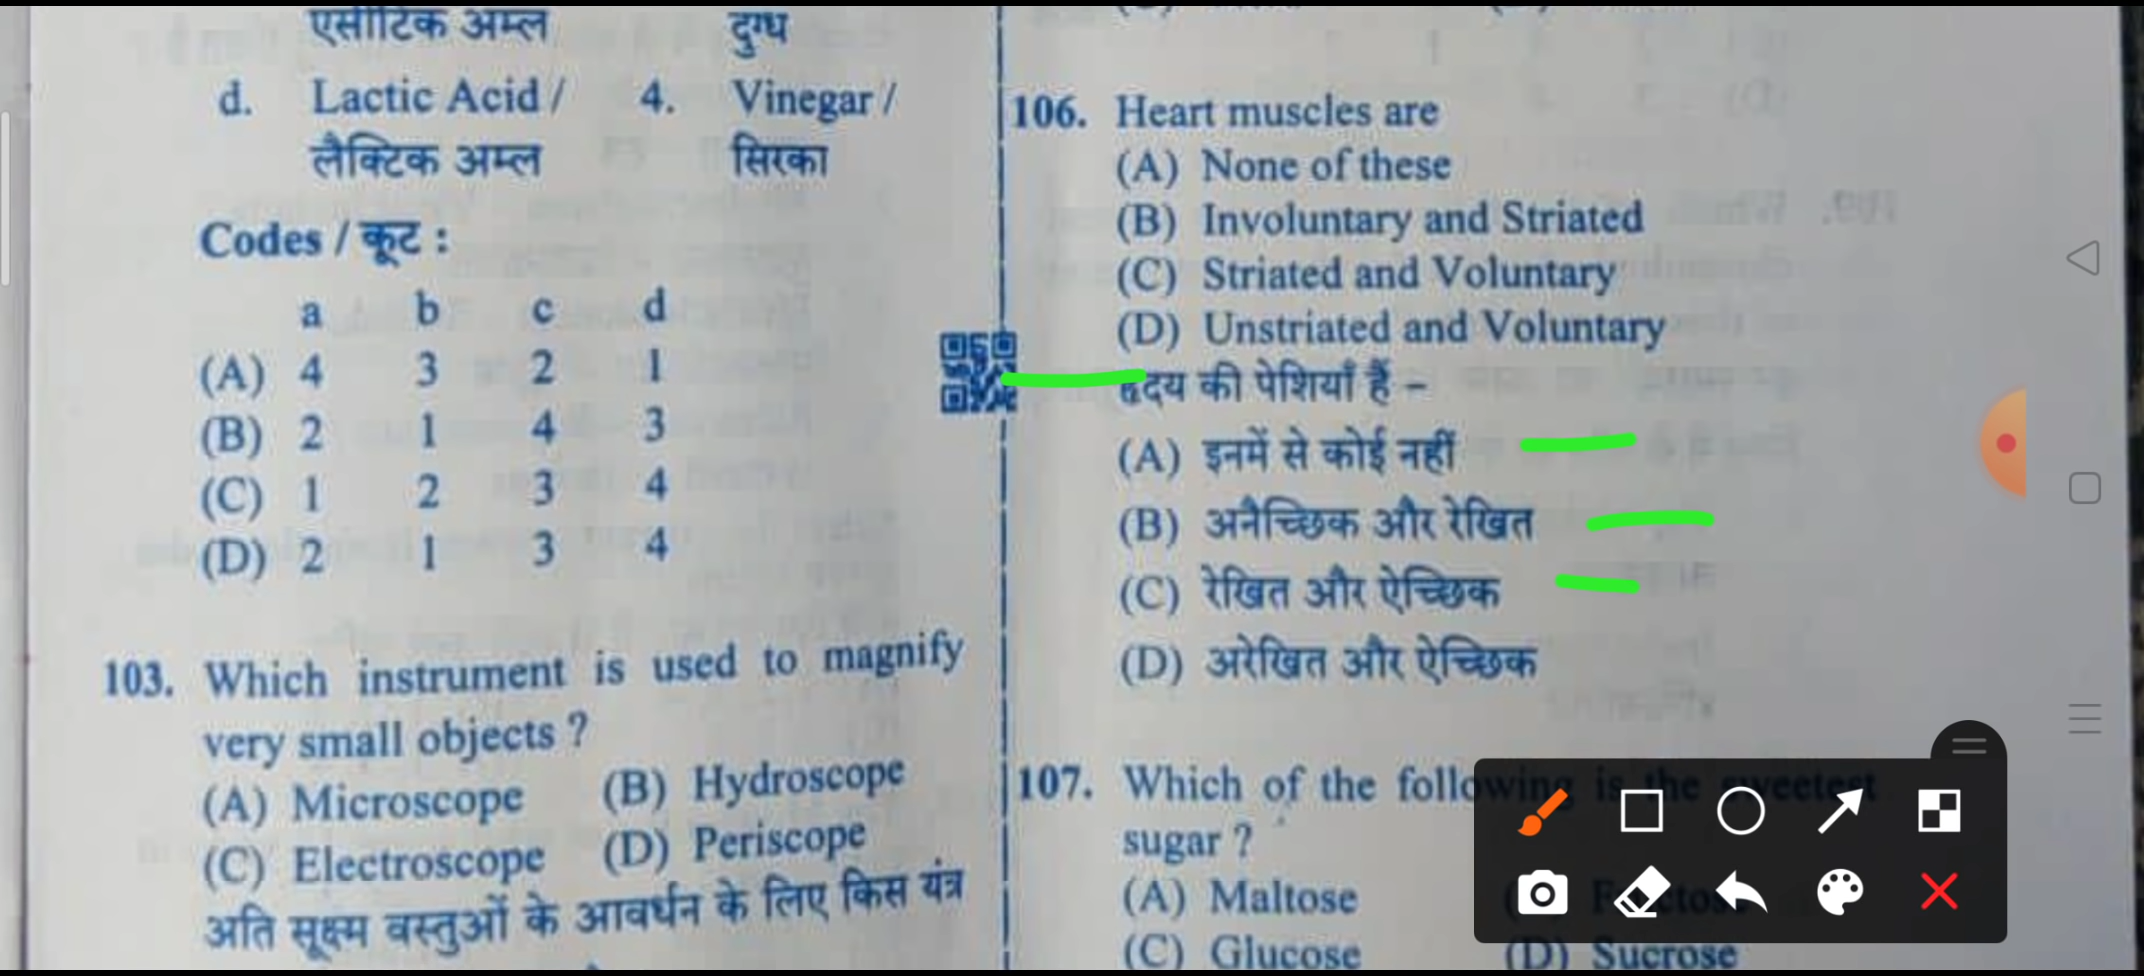 एसीटिक अम्ल दुग्ध
d. Lactic Acid / 4. Vinegar /
लैक्टिक अम्ल सिरका
Codes / कूट :
a b c d
(A) 4 3 2 1
(B) 2 1 4 3
(C) 1 2 3 4
(D) 2 1 3 4
103. Which instrument is used to magnify
very small objects ?
(A) Microscope (B) Hydroscope
(C) Electroscope (D) Periscope
अति सूक्ष्म वस्तुओं के आवर्धन के लिए किस यंत्र
106. Heart muscles are
(A) None of these
(B) Involuntary and Striated
(C) Striated and Voluntary
(D) Unstriated and Voluntary
हृदय की पेशियाँ हैं –
(A) इनमें से कोई नहीं
(B) अनैच्छिक और रेखित
(C) रेखित और ऐच्छिक
(D) अरेखित और ऐच्छिक
107. Which of the following is the sweetest
sugar ?
(A) Maltose
(C) Glucose (D) Sucrose